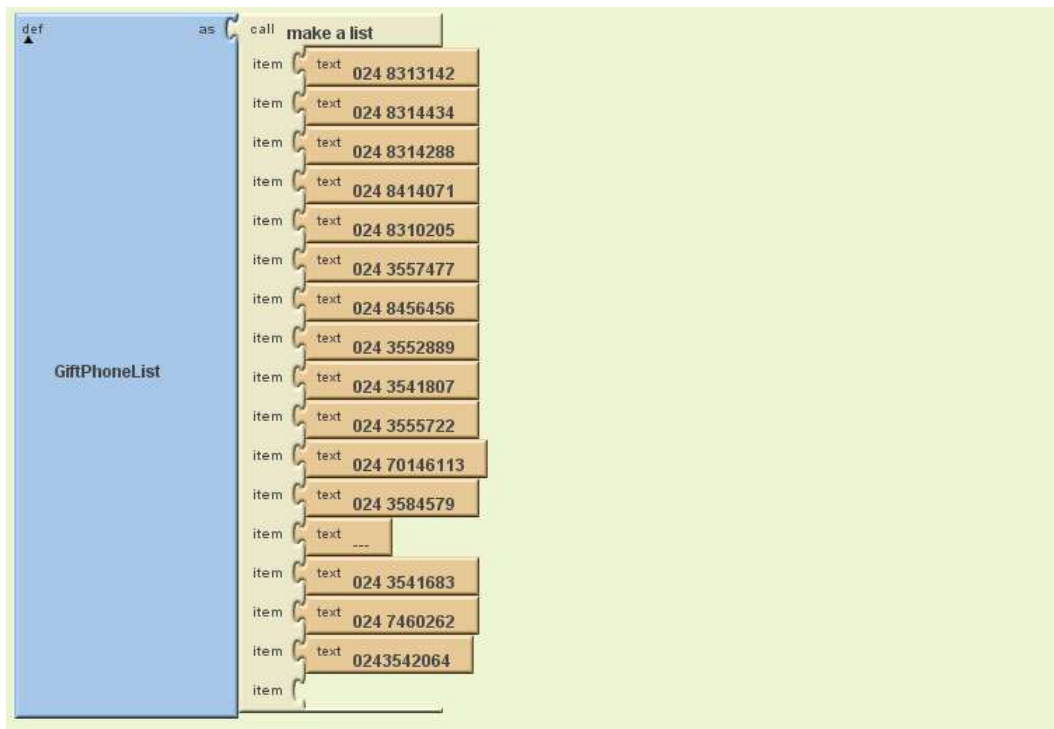 def as call make a list
item text 024 8313142
item text 024 8314434
item text 024 8314288
item text 024 8414071
item text 024 8310205
item text 024 3557477
item text 024 8456456
item text 024 3552889
GiftPhoneList
item text 024 3541807
item text 024 3555722
item text 024 70146113
item text 024 3584579
item text ---
item text 024 3541683
item text 024 7460262
item text 0243542064
item